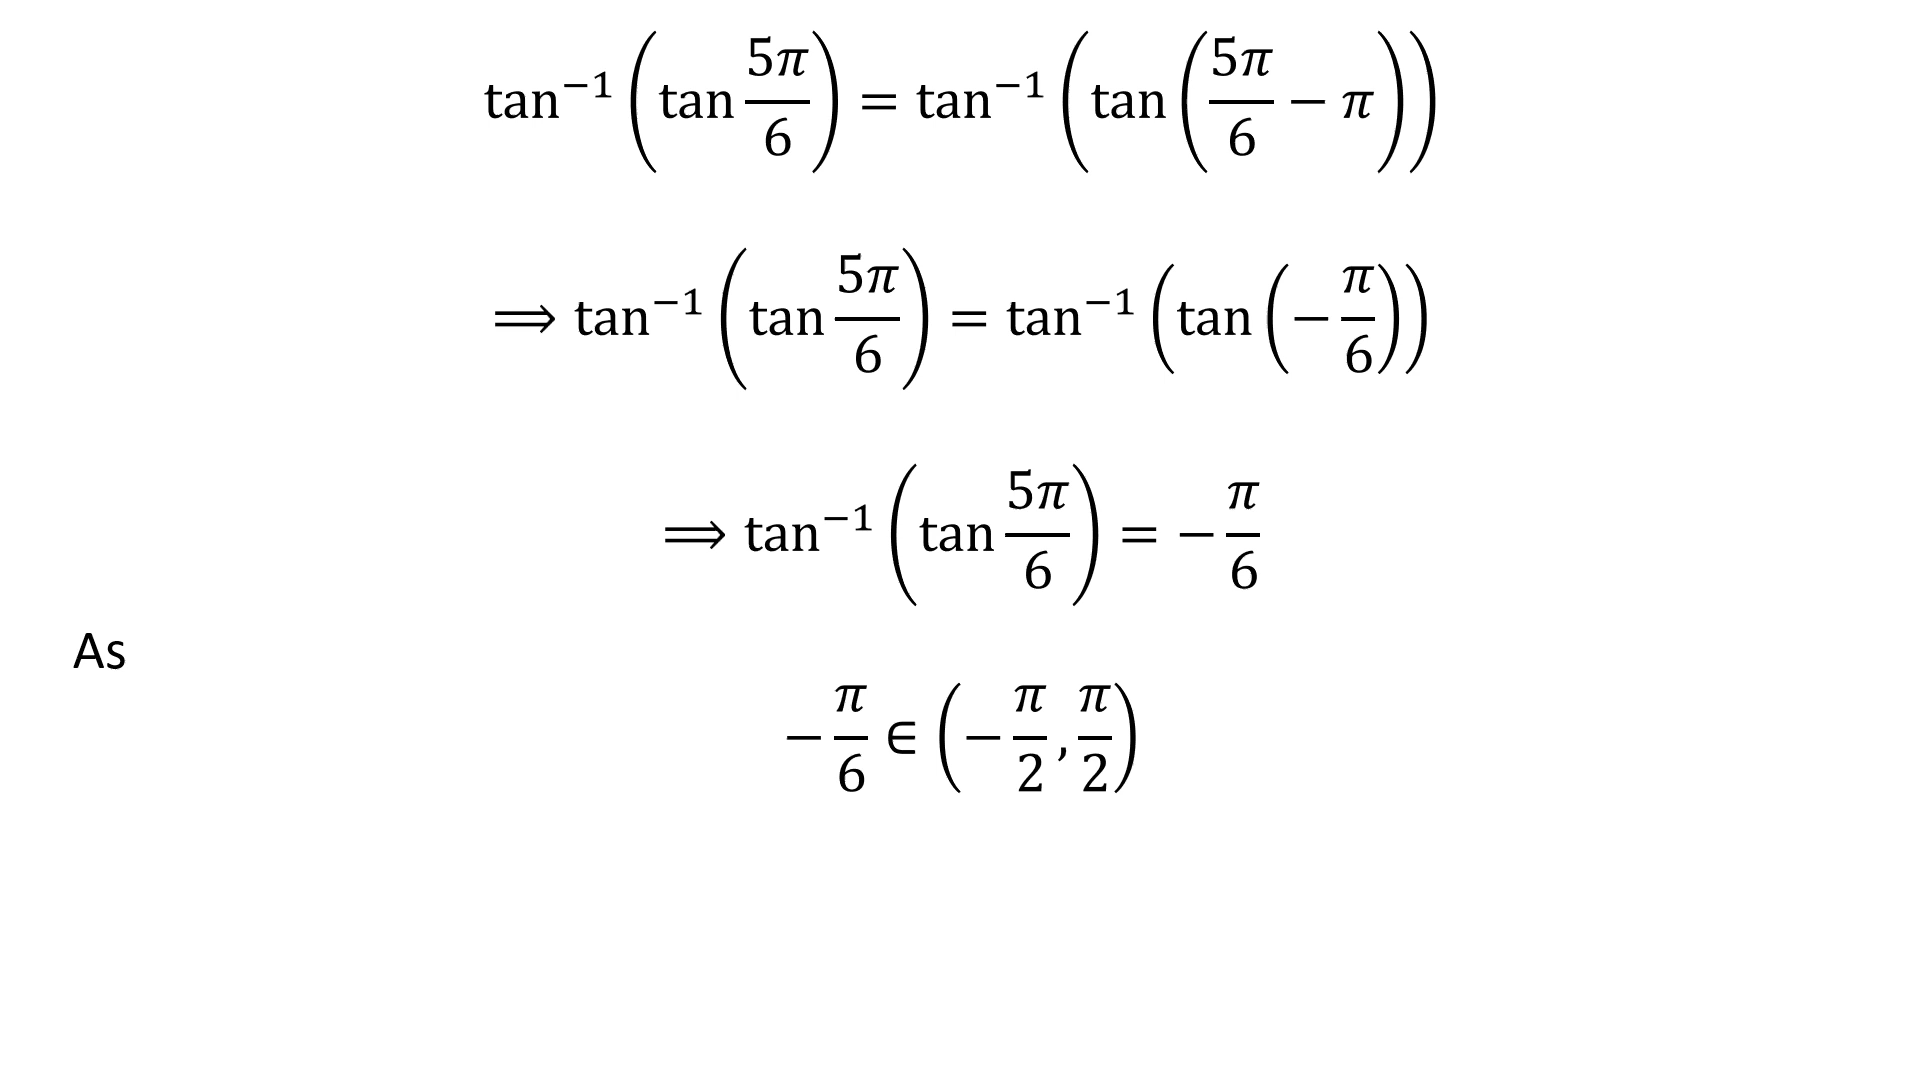 tan⁻¹(tan 5π/6) = tan⁻¹(tan(5π/6 − π))
⟹ tan⁻¹(tan 5π/6) = tan⁻¹(tan(−π/6))
⟹ tan⁻¹(tan 5π/6) = −π/6
As
−π/6 ∈ (−π/2, π/2)